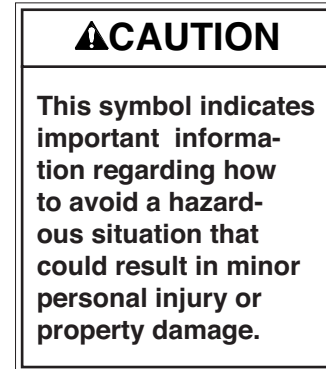 ⚠CAUTION
This symbol indicates
important informa-
tion regarding how
to avoid a hazard-
ous situation that
could result in minor
personal injury or
property damage.